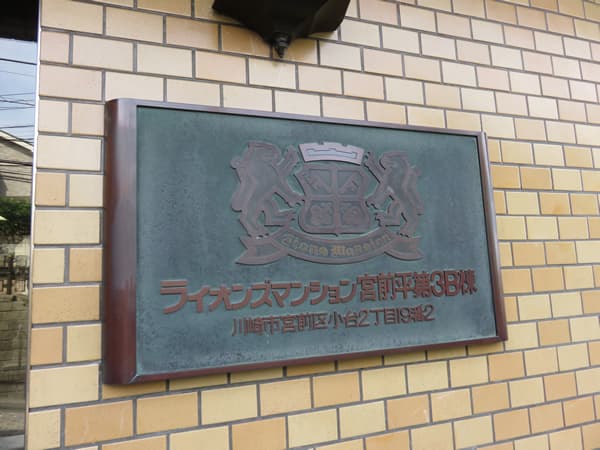 Lions Mansion
ライオンズマンション宮前平第3B棟
川崎市宮前区小台2丁目19番2